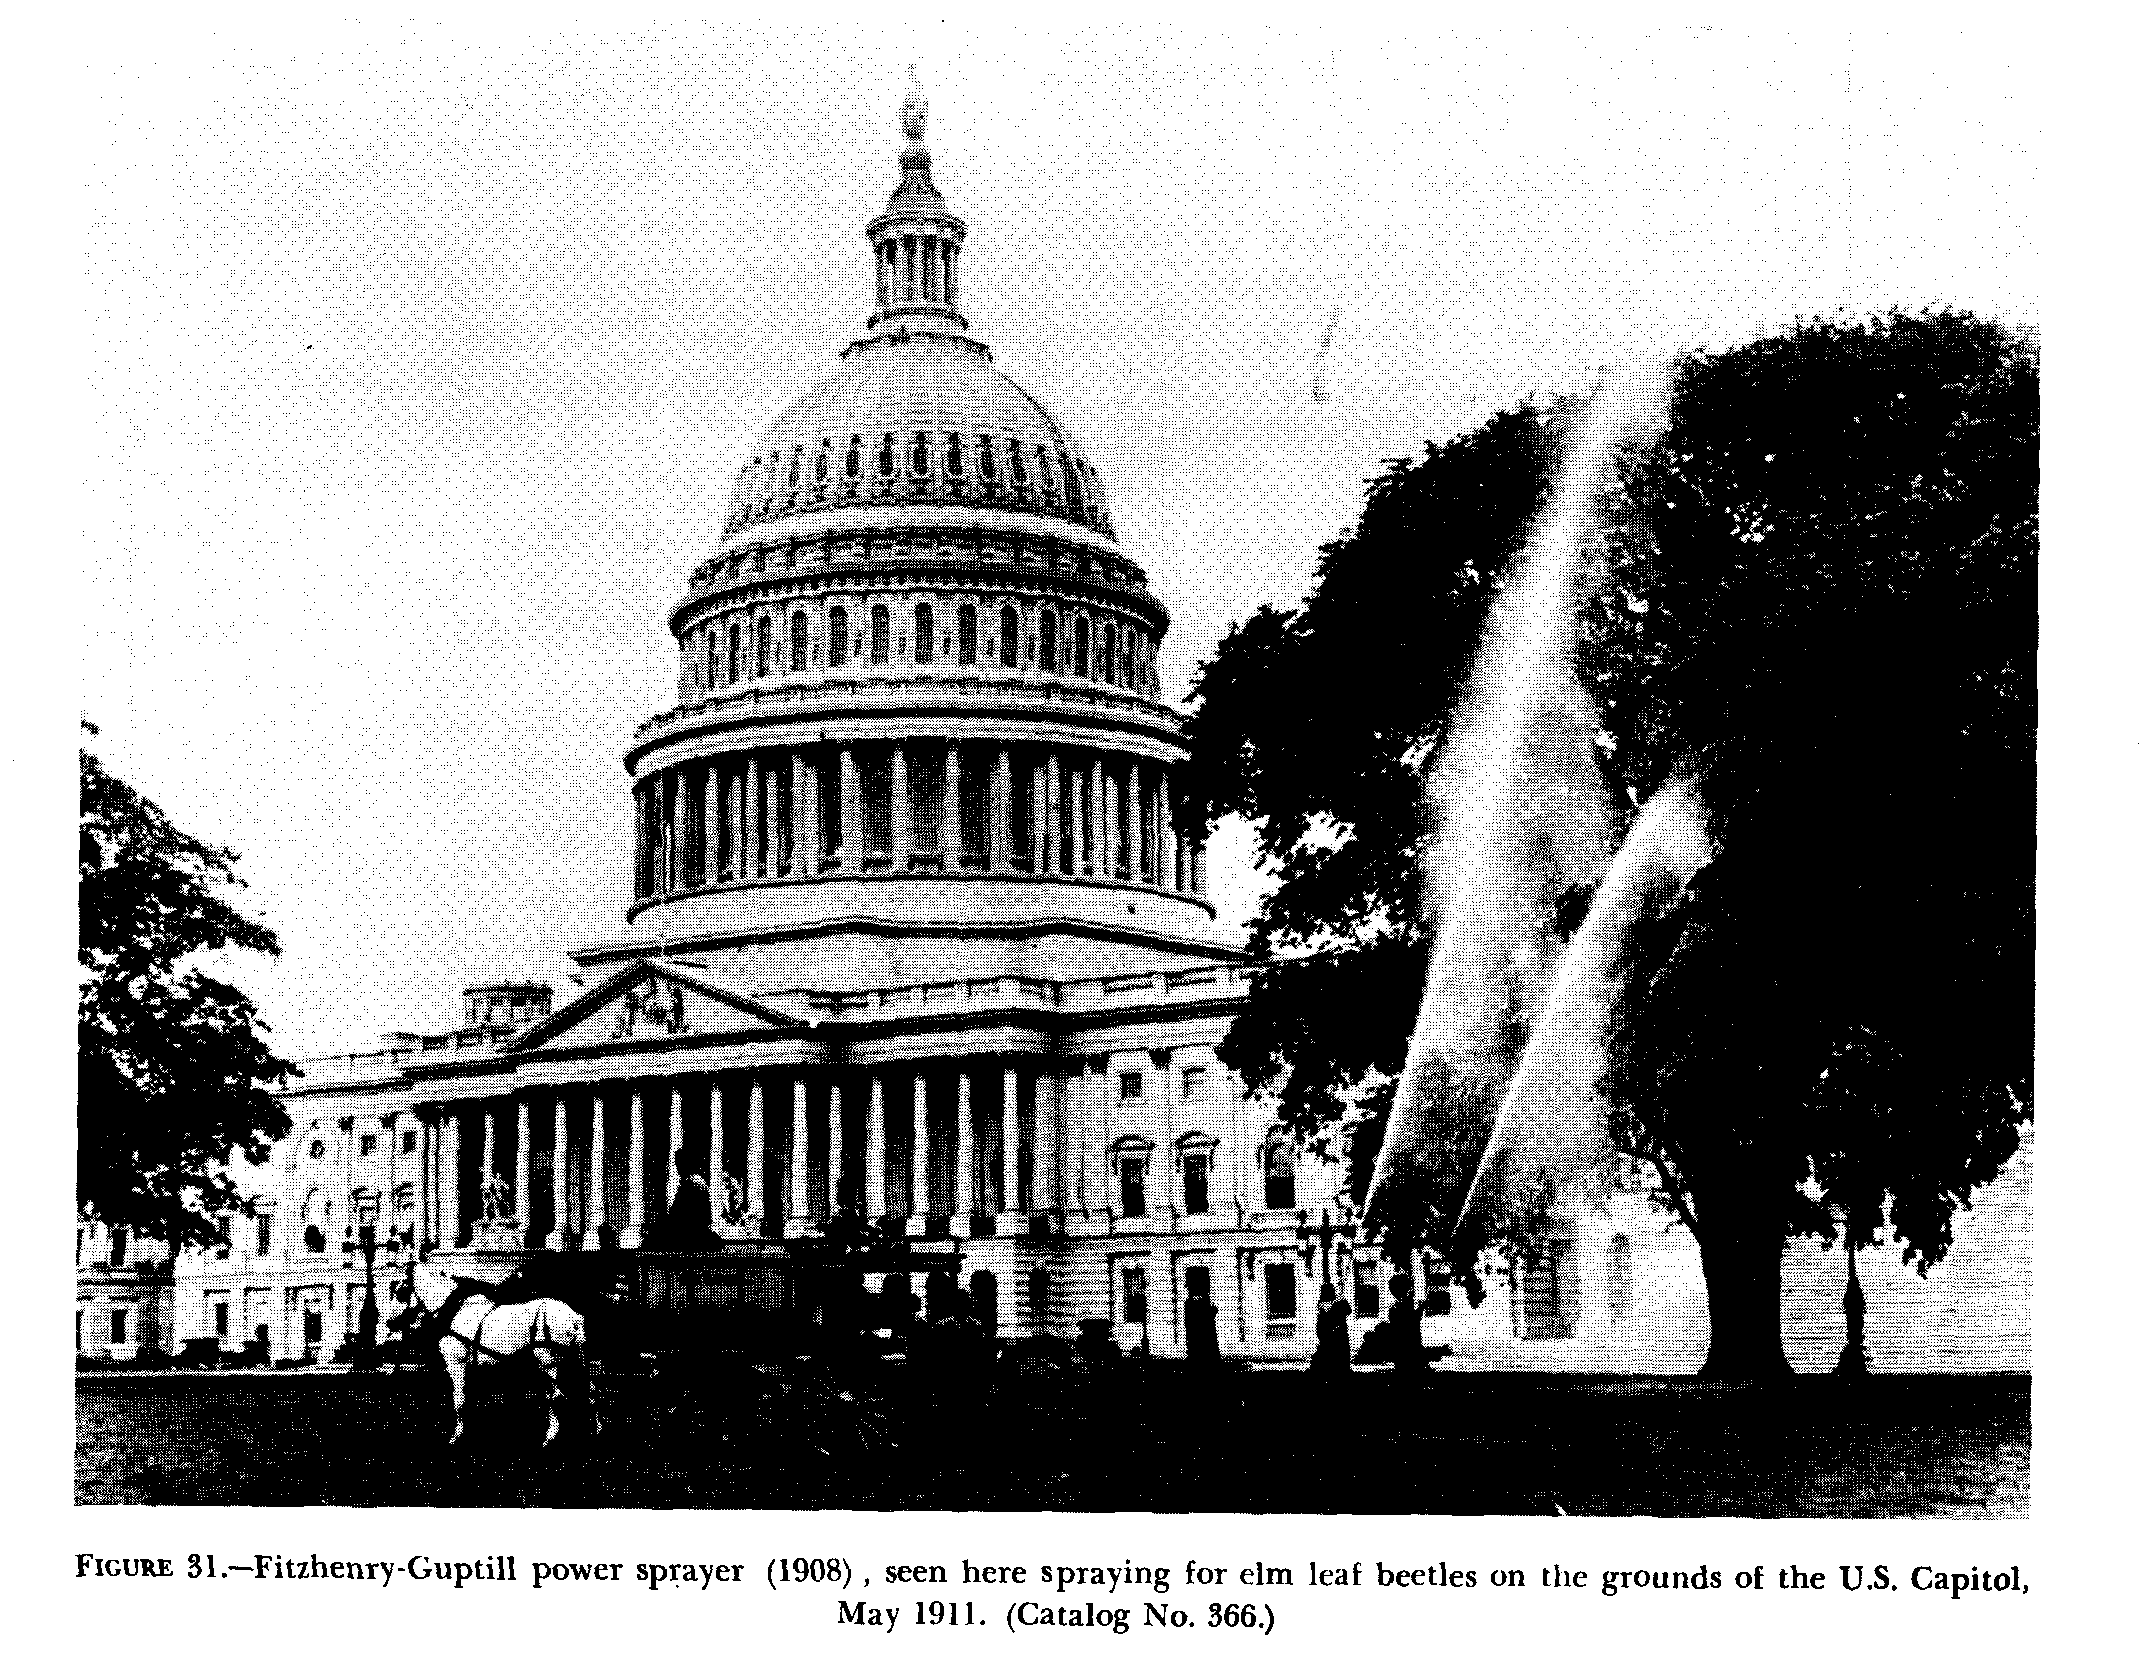 FIGURE 31.—Fitzhenry-Guptill power sprayer (1908), seen here spraying for elm leaf beetles on the grounds of the U.S. Capitol,
May 1911. (Catalog No. 366.)